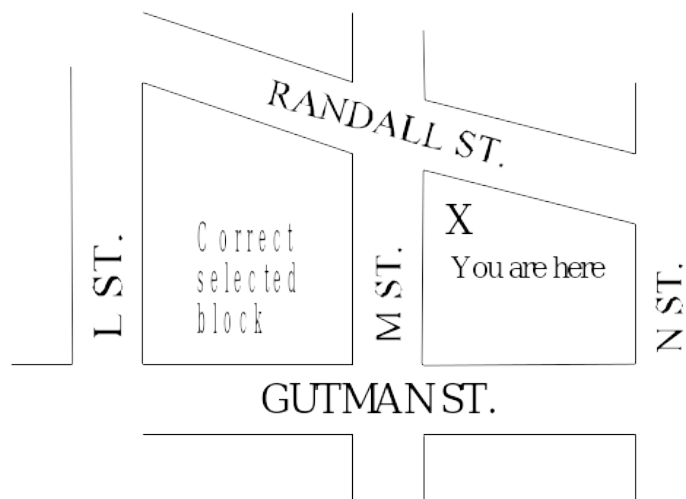 RANDALL ST.
L ST.
Correct
selected
block
M ST.
X
You are here
N ST.
GUTMAN ST.